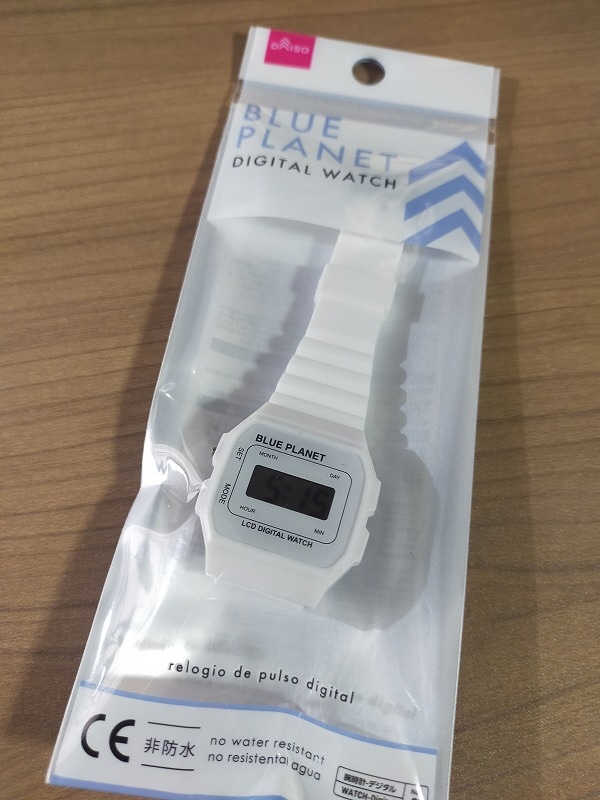 DAISO
BLUE
PLANET
DIGITAL WATCH
BLUE PLANET
SET
MONTH
DAY
5:15
MODE
HOUR
MIN
LCD DIGITAL WATCH
relogio de pulso digital
CE
非防水
no water resistant
no resistental agua
腕時計-デジタル
WATCH-Digi